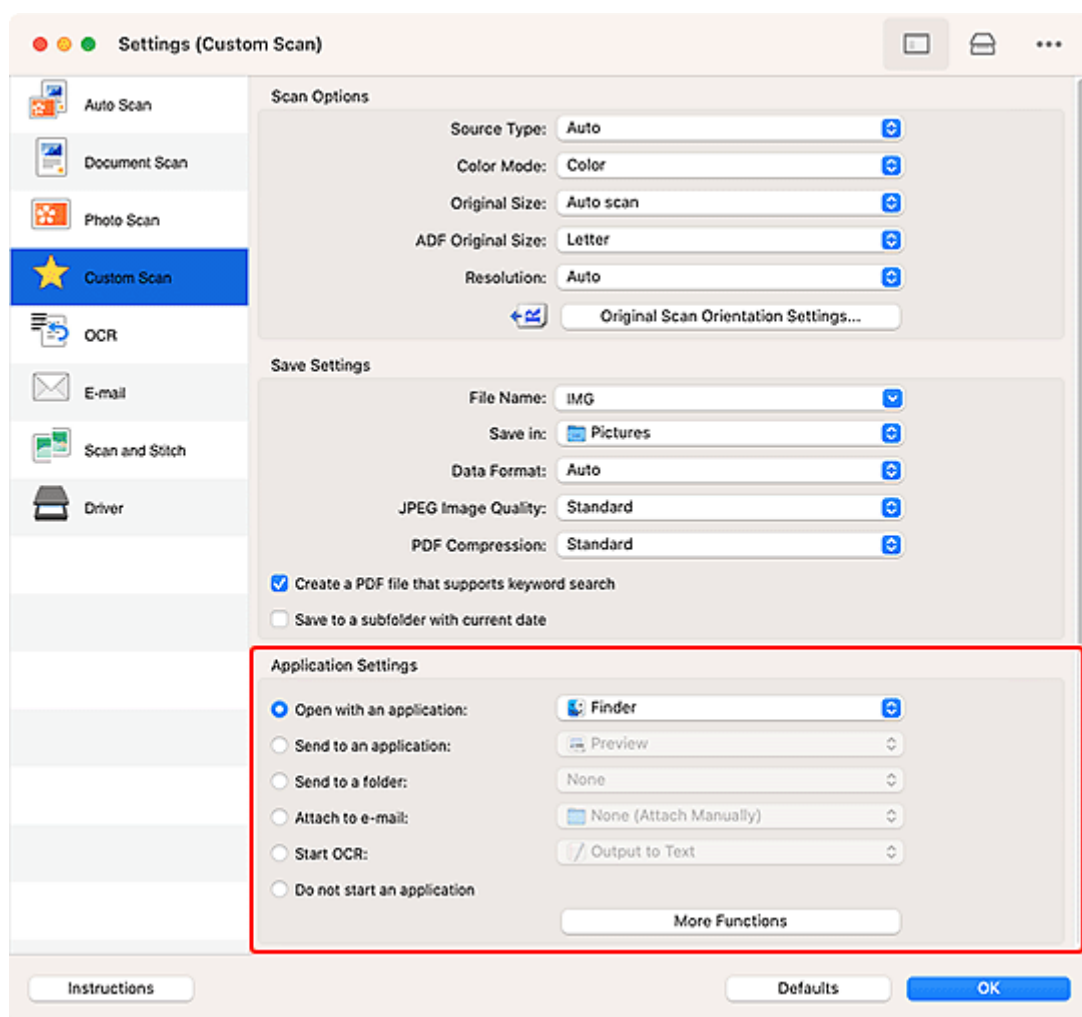 Settings (Custom Scan)
Auto Scan
Document Scan
Photo Scan
Custom Scan
OCR
E-mail
Scan and Stitch
Driver
Scan Options
Source Type: Auto
Color Mode: Color
Original Size: Auto scan
ADF Original Size: Letter
Resolution: Auto
Original Scan Orientation Settings...
Save Settings
File Name: IMG
Save in: Pictures
Data Format: Auto
JPEG Image Quality: Standard
PDF Compression: Standard
Create a PDF file that supports keyword search
Save to a subfolder with current date
Application Settings
Open with an application: Finder
Send to an application: Preview
Send to a folder: None
Attach to e-mail: None (Attach Manually)
Start OCR: Output to Text
Do not start an application
More Functions
Instructions Defaults OK